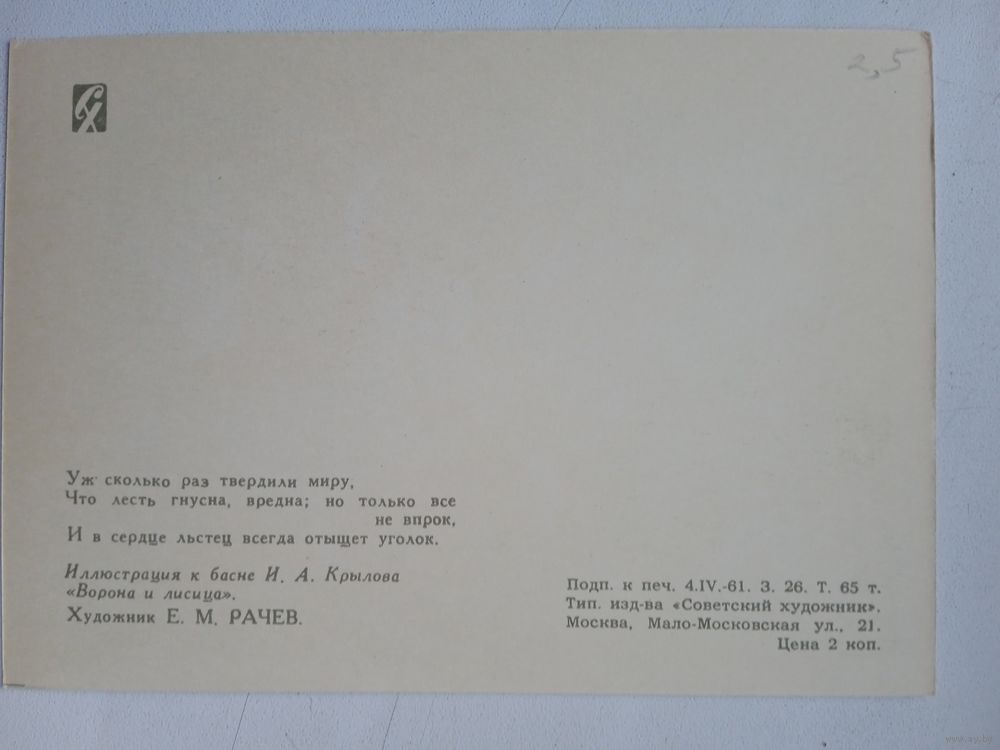 2,5
СХ
Уж сколько раз твердили миру,
Что лесть гнусна, вредна; но только все
не впрок,
И в сердце льстец всегда отыщет уголок.
Иллюстрация к басне И. А. Крылова
«Ворона и лисица».
Художник Е. М. РАЧЕВ.
Подп. к печ. 4.IV.-61. З. 26. Т. 65 т.
Тип. изд-ва «Советский художник».
Москва, Мало-Московская ул., 21.
Цена 2 коп.